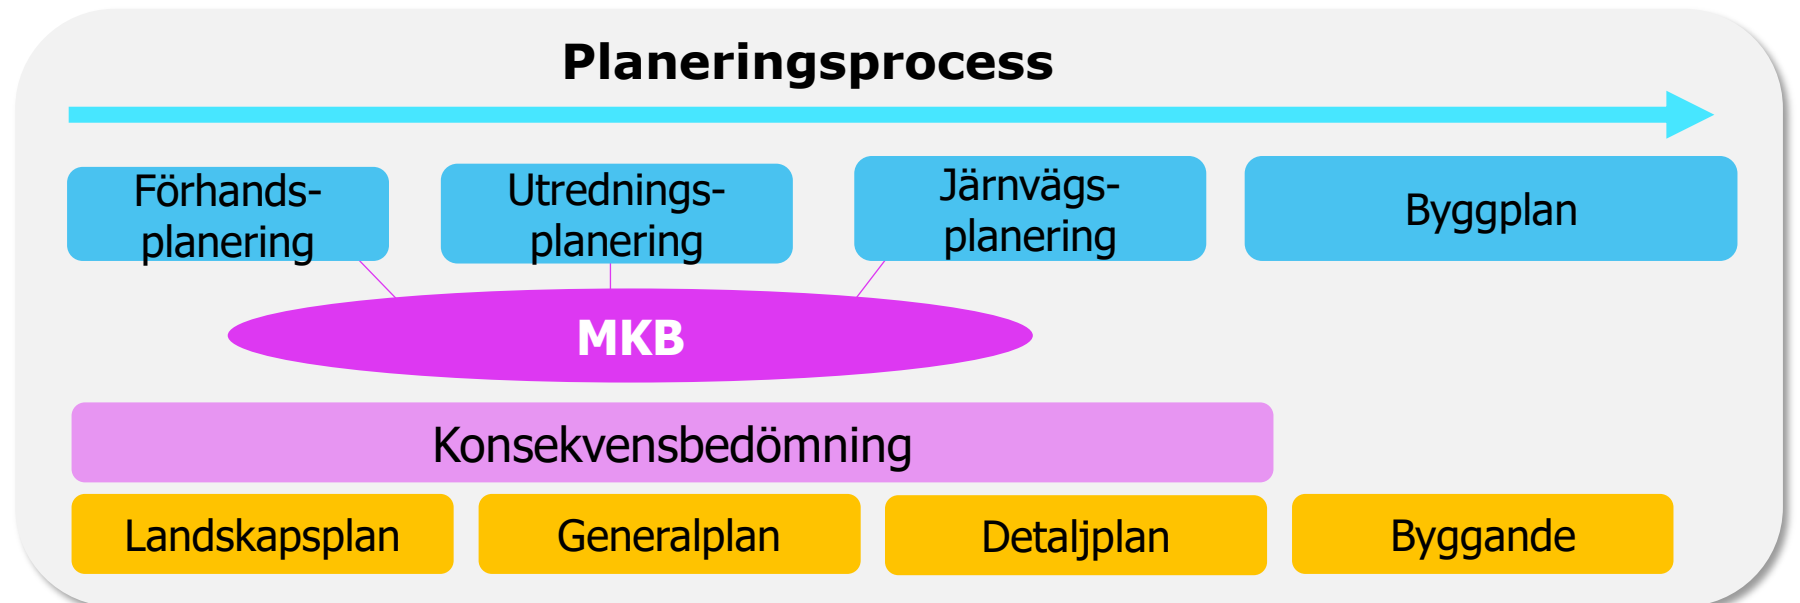 Planeringsprocess
Förhands-
planering
Utrednings-
planering
Järnvägs-
planering
Byggplan
MKB
Konsekvensbedömning
Landskapsplan
Generalplan
Detaljplan
Byggande